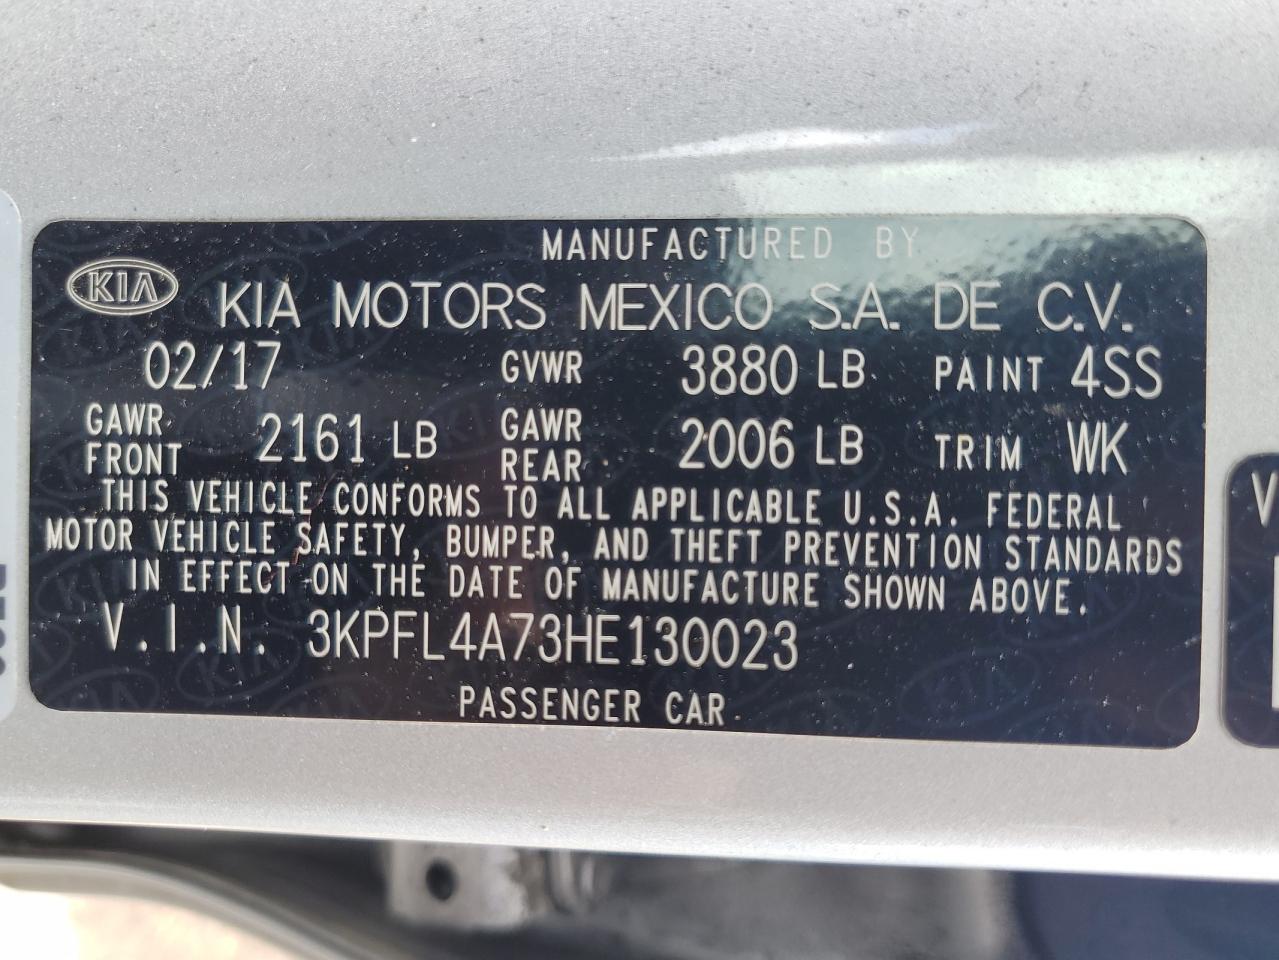 MANUFACTURED BY
KIA KIA MOTORS MEXICO S.A. DE C.V.
02/17 GVWR 3880 LB PAINT 4SS
GAWR FRONT 2161 LB GAWR REAR 2006 LB TRIM WK
THIS VEHICLE CONFORMS TO ALL APPLICABLE U.S.A. FEDERAL
MOTOR VEHICLE SAFETY, BUMPER, AND THEFT PREVENTION STANDARDS
IN EFFECT ON THE DATE OF MANUFACTURE SHOWN ABOVE.
V.I.N. 3KPFL4A73HE130023
PASSENGER CAR